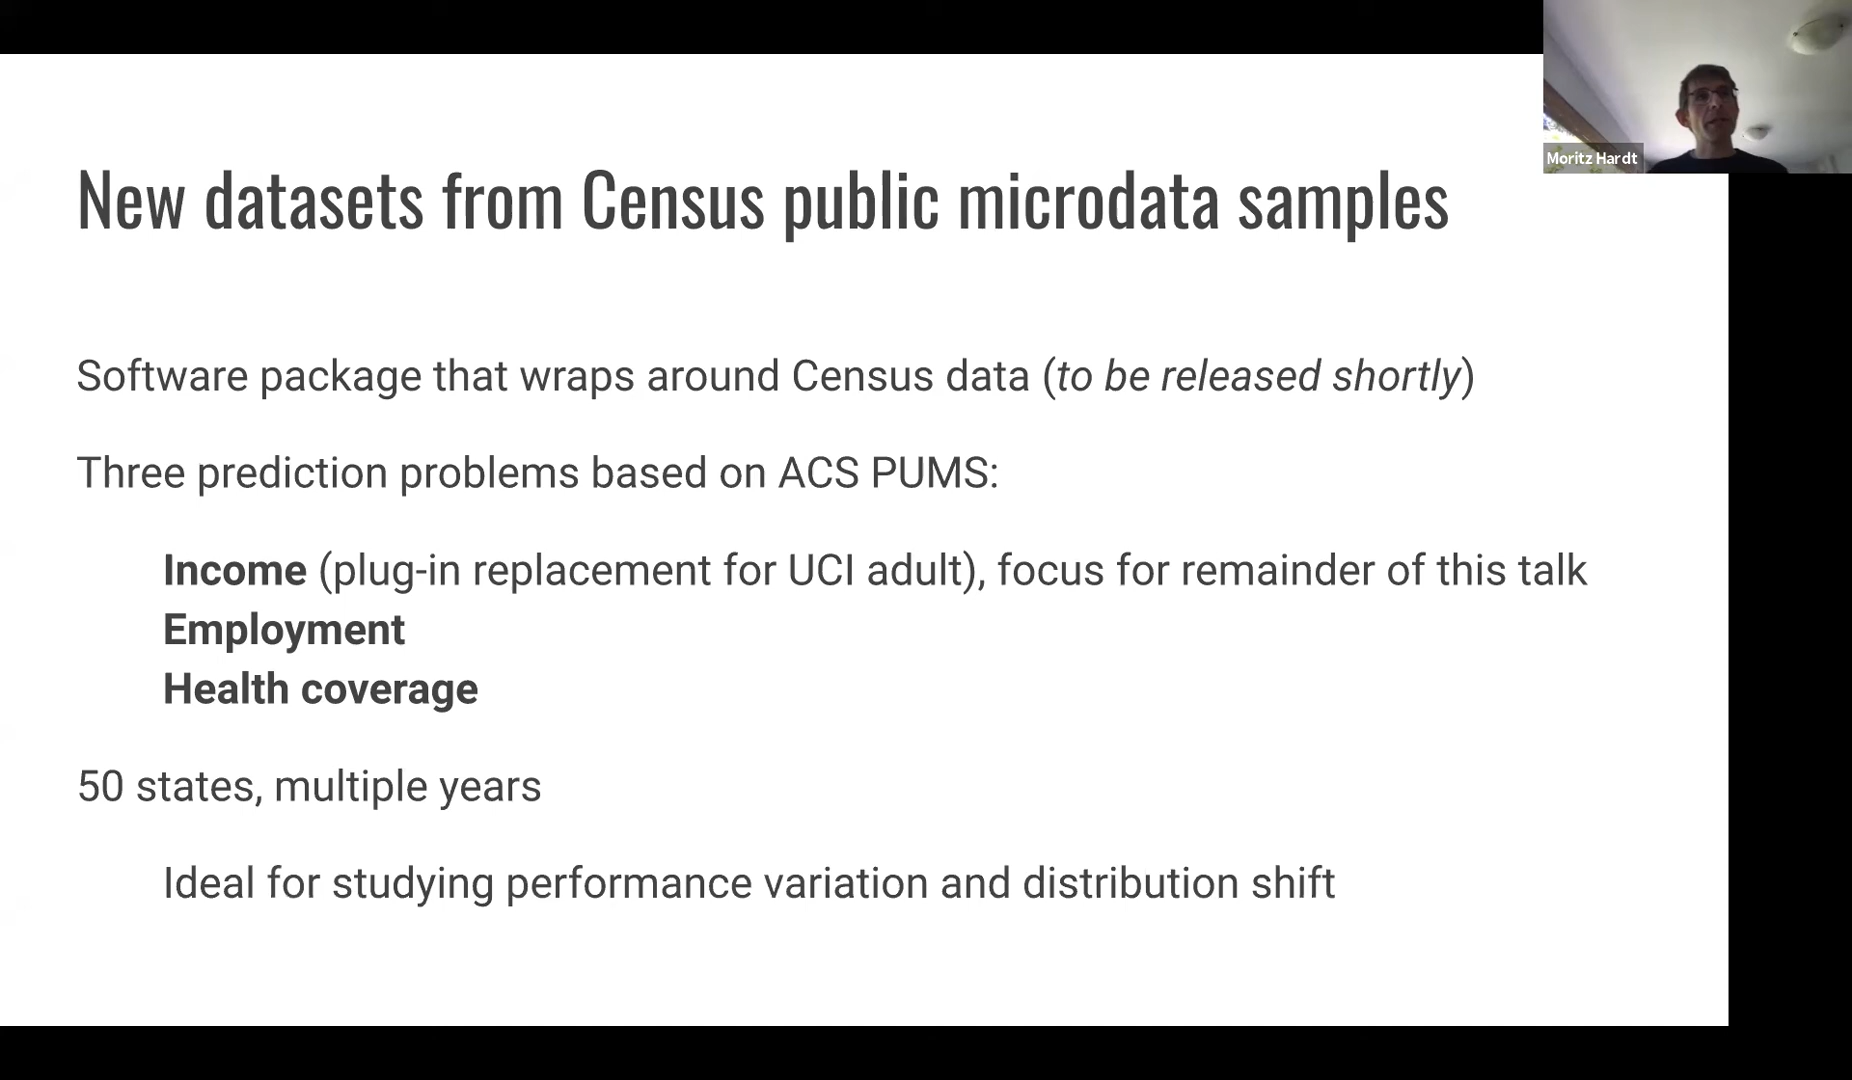 Moritz Hardt
New datasets from Census public microdata samples
Software package that wraps around Census data (to be released shortly)
Three prediction problems based on ACS PUMS:
Income (plug-in replacement for UCI adult), focus for remainder of this talk
Employment
Health coverage
50 states, multiple years
Ideal for studying performance variation and distribution shift